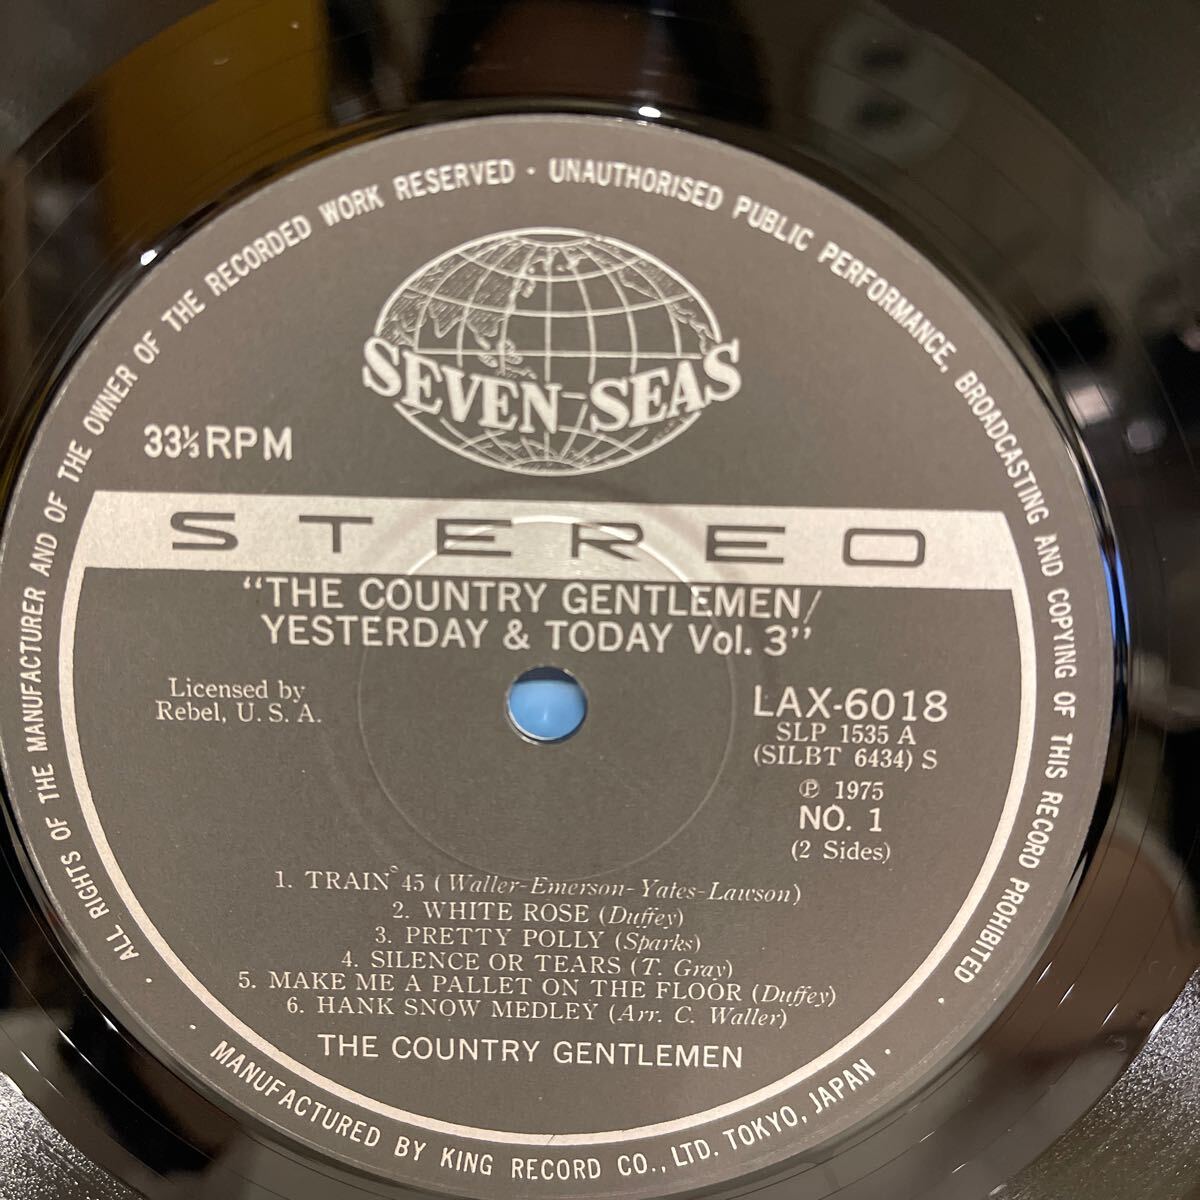 · ALL RIGHTS OF THE MANUFACTURER AND OF THE OWNER OF THE RECORDED WORK RESERVED · UNAUTHORISED PUBLIC PERFORMANCE, BROADCASTING AND COPYING OF THIS RECORD PROHIBITED ·
SEVEN SEAS
33⅓ RPM
STEREO
"THE COUNTRY GENTLEMEN/
YESTERDAY & TODAY Vol. 3"
Licensed by
Rebel, U. S. A.
LAX-6018
SLP 1535 A
(SILBT 6434) S
℗ 1975
NO. 1
(2 Sides)
1. TRAIN 45 (Waller-Emerson-Yates-Lawson)
2. WHITE ROSE (Duffey)
3. PRETTY POLLY (Sparks)
4. SILENCE OR TEARS (T. Gray)
5. MAKE ME A PALLET ON THE FLOOR (Duffey)
6. HANK SNOW MEDLEY (Arr. C. Waller)
THE COUNTRY GENTLEMEN
· MANUFACTURED BY KING RECORD CO., LTD. TOKYO, JAPAN ·